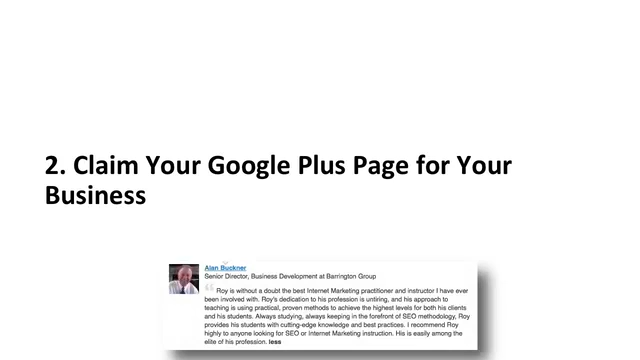 2. Claim Your Google Plus Page for Your
Business
Alan Buckner
Senior Director, Business Development at Barrington Group
“ Roy is without a doubt the best Internet Marketing practitioner and instructor I have ever
been involved with. Roy's dedication to his profession is untiring, and his approach to
teaching is using practical, proven methods to achieve the highest levels for both his clients
and his students. Always studying, always keeping in the forefront of SEO methodology, Roy
provides his students with cutting-edge knowledge and best practices. I recommend Roy
highly to anyone looking for SEO or Internet Marketing instruction. He is easily among the
elite of his profession. less